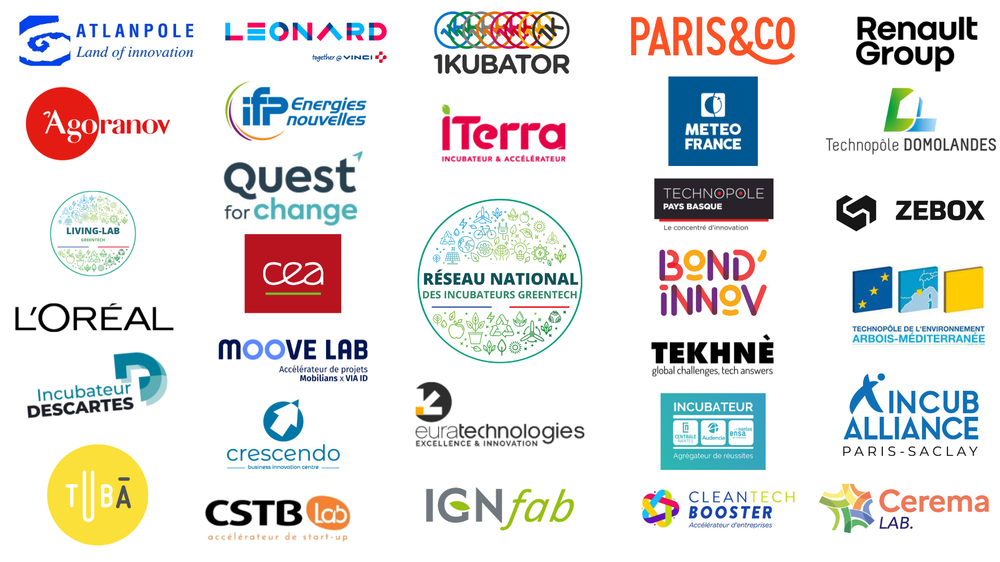 ATLANPOLE
Land of innovation
LEONARD
together @ VINCI
1KUBATOR
PARIS&CO
Renault
Group
Agoranov
ifp Energies
nouvelles
iTerra
INCUBATEUR & ACCÉLÉRATEUR
METEO
FRANCE
Technopôle DOMOLANDES
Quest
for change
TECHNOPOLE
PAYS BASQUE
Le concentré d'innovation
ZEBOX
LIVING-LAB
GREENTECH
cea
RÉSEAU NATIONAL
DES INCUBATEURS GREENTECH
BOND'
iNNOV
TECHNOPÔLE DE L'ENVIRONNEMENT
ARBOIS-MÉDITERRANÉE
L'ORÉAL
MOOVE LAB
Accélérateur de projets
Mobilians x VIA ID
TEKHNÈ
global challenges, tech answers
Incubateur
DESCARTES
crescendo
business innovation centre
euratechnologies
EXCELLENCE & INNOVATION
INCUBATEUR
CENTRALE
NANTES
Audencia
nantes
ensa
architecture
Agrégateur de réussites
INCUB
ALLIANCE
PARIS-SACLAY
TUBÀ
CSTB Lab
accélérateur de start-up
IGNfab
CLEANTECH
BOOSTER
Accélérateur d'entreprises
Cerema
LAB.